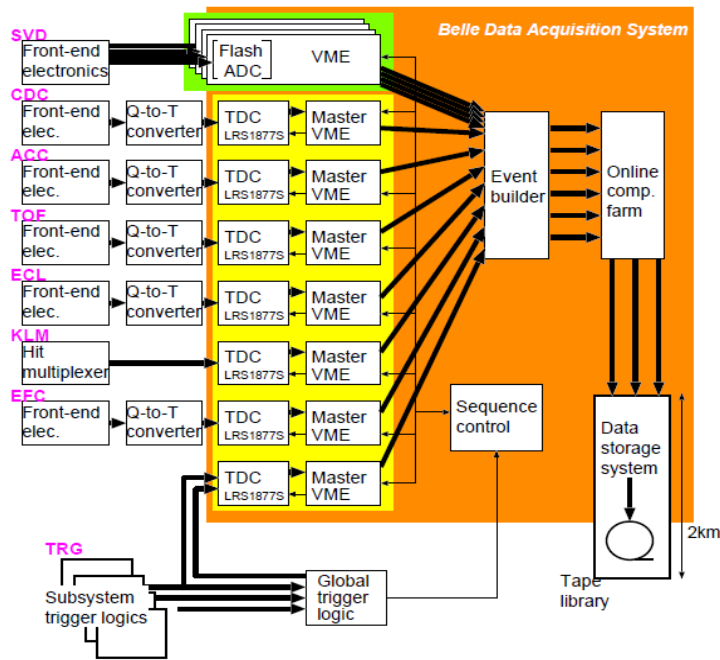 Belle Data Acquisition System
SVD
Front-end
electronics
Flash
ADC
VME
CDC
Front-end
elec.
Q-to-T
converter
TDC
LRS1877S
Master
VME
ACC
Front-end
elec.
Q-to-T
converter
TDC
LRS1877S
Master
VME
TOF
Front-end
elec.
Q-to-T
converter
TDC
LRS1877S
Master
VME
ECL
Front-end
elec.
Q-to-T
converter
TDC
LRS1877S
Master
VME
KLM
Hit
multiplexer
TDC
LRS1877S
Master
VME
EFC
Front-end
elec.
Q-to-T
converter
TDC
LRS1877S
Master
VME
TDC
LRS1877S
Master
VME
Event
builder
Online
comp.
farm
Sequence
control
Data
storage
system
2km
Tape
library
TRG
Subsystem
trigger logics
Global
trigger
logic